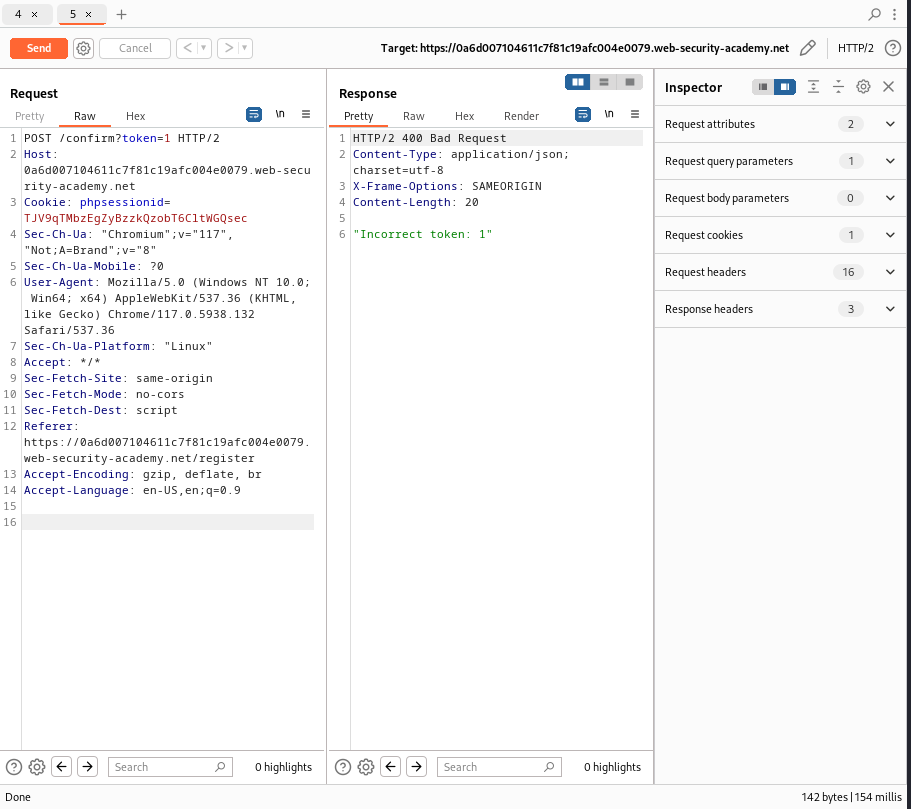 4 × 5 × +
Send Cancel < > Target: https://0a6d007104611c7f81c19afc004e0079.web-security-academy.net HTTP/2 ?
Request
Pretty Raw Hex \n ≡
1 POST /confirm?token=1 HTTP/2
2 Host:
0a6d007104611c7f81c19afc004e0079.web-secu
rity-academy.net
3 Cookie: phpsessionid=
TJV9qTMbzEgZyBzzkQzobT6CltWGQsec
4 Sec-Ch-Ua: "Chromium";v="117",
"Not;A=Brand";v="8"
5 Sec-Ch-Ua-Mobile: ?0
6 User-Agent: Mozilla/5.0 (Windows NT 10.0;
Win64; x64) AppleWebKit/537.36 (KHTML,
like Gecko) Chrome/117.0.5938.132
Safari/537.36
7 Sec-Ch-Ua-Platform: "Linux"
8 Accept: */*
9 Sec-Fetch-Site: same-origin
10 Sec-Fetch-Mode: no-cors
11 Sec-Fetch-Dest: script
12 Referer:
https://0a6d007104611c7f81c19afc004e0079.
web-security-academy.net/register
13 Accept-Encoding: gzip, deflate, br
14 Accept-Language: en-US,en;q=0.9
15
16
? Search 0 highlights
Response
Pretty Raw Hex Render \n ≡
1 HTTP/2 400 Bad Request
2 Content-Type: application/json;
charset=utf-8
3 X-Frame-Options: SAMEORIGIN
4 Content-Length: 20
5
6 "Incorrect token: 1"
? Search 0 highlights
Inspector
Request attributes 2
Request query parameters 1
Request body parameters 0
Request cookies 1
Request headers 16
Response headers 3
Done 142 bytes | 154 millis